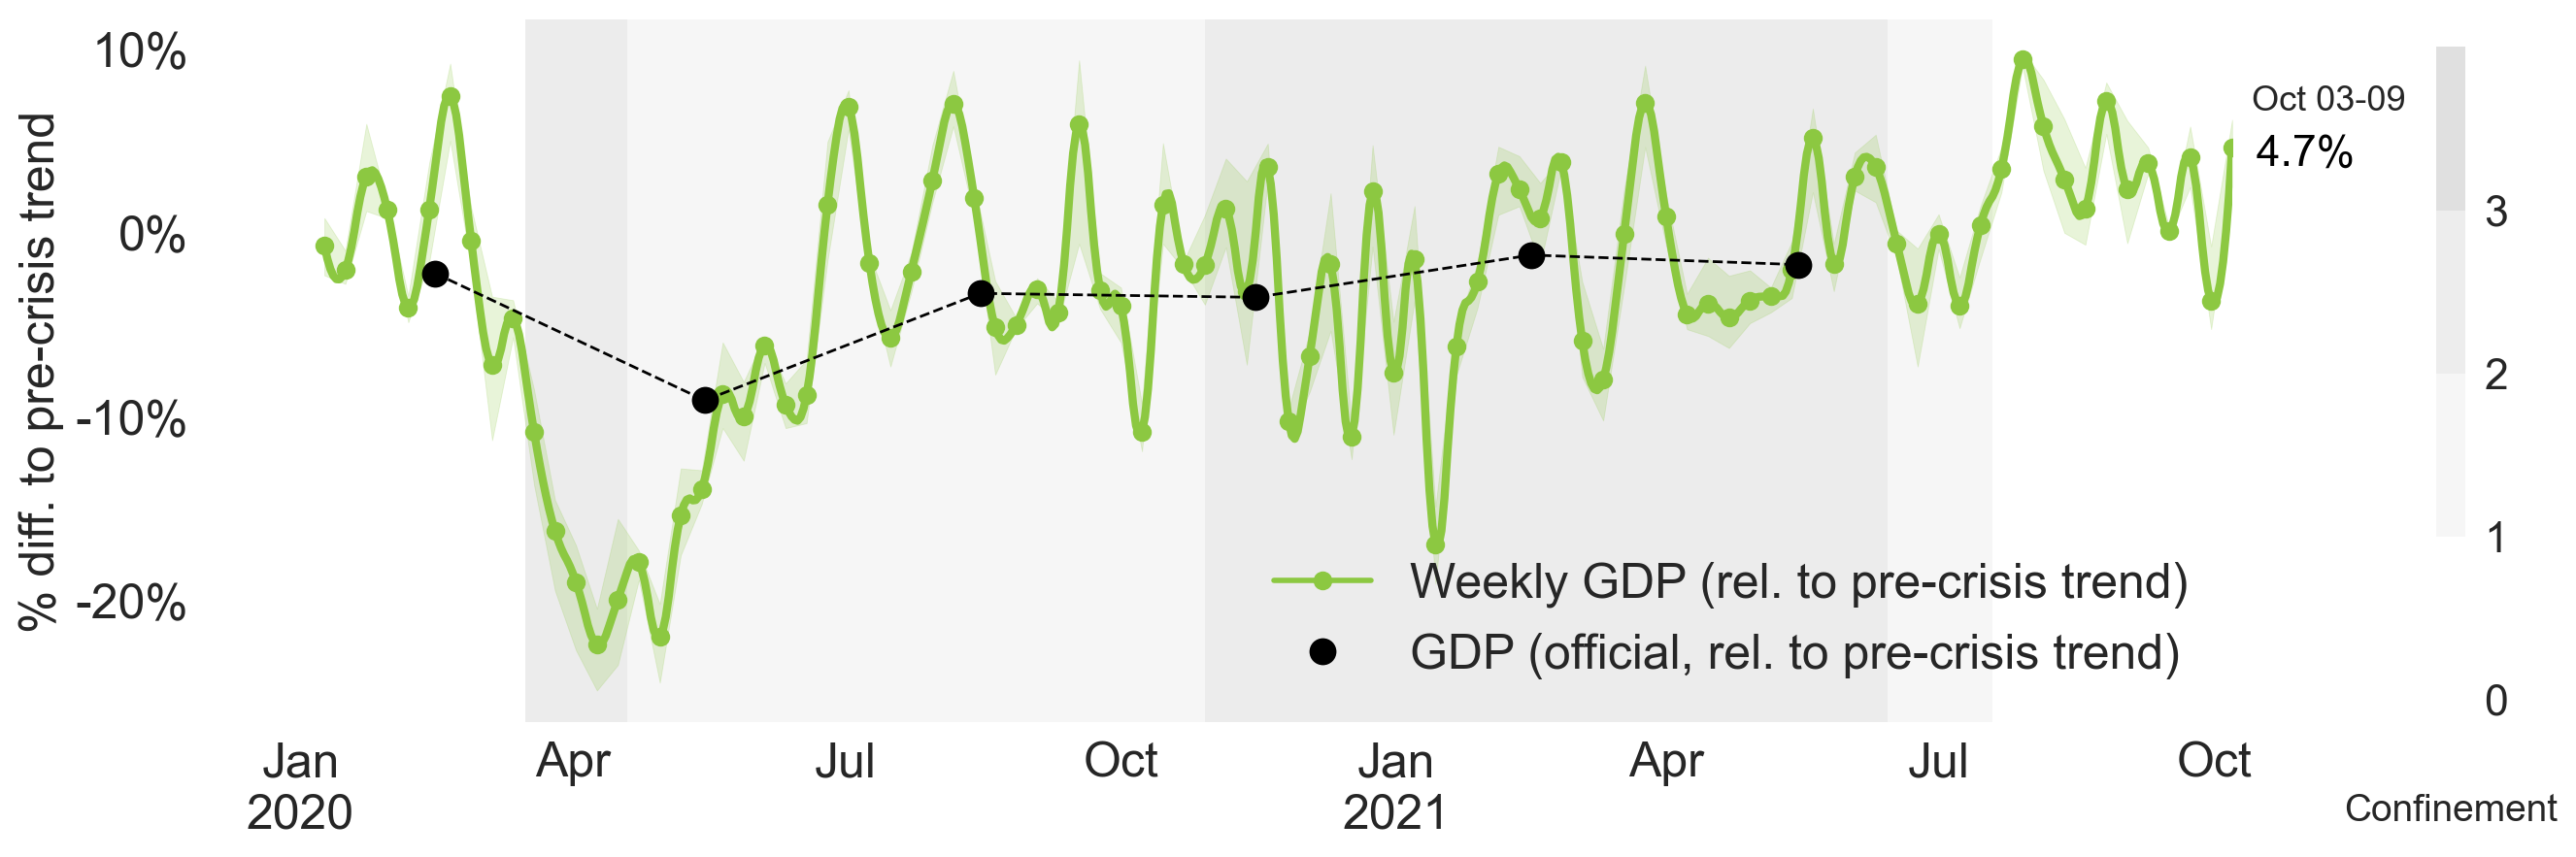 % diff. to pre-crisis trend
10%
0%
-10%
-20%
Oct 03-09
4.7%
Weekly GDP (rel. to pre-crisis trend)
GDP (official, rel. to pre-crisis trend)
Jan Apr Jul Oct Jan Apr Jul Oct
2020 2021
3
2
1
0
Confinement